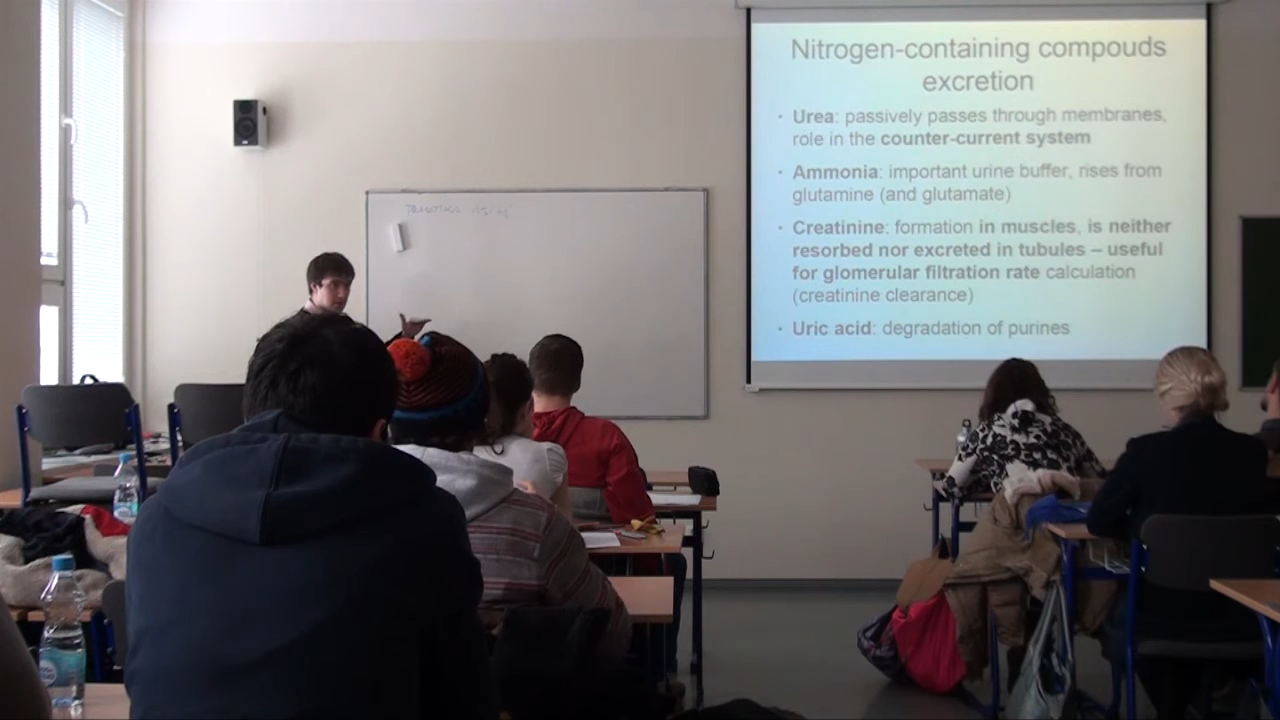 Nitrogen-containing compouds
excretion
• Urea: passively passes through membranes,
role in the counter-current system
• Ammonia: important urine buffer, rises from
glutamine (and glutamate)
• Creatinine: formation in muscles, is neither
resorbed nor excreted in tubules – useful
for glomerular filtration rate calculation
(creatinine clearance)
• Uric acid: degradation of purines